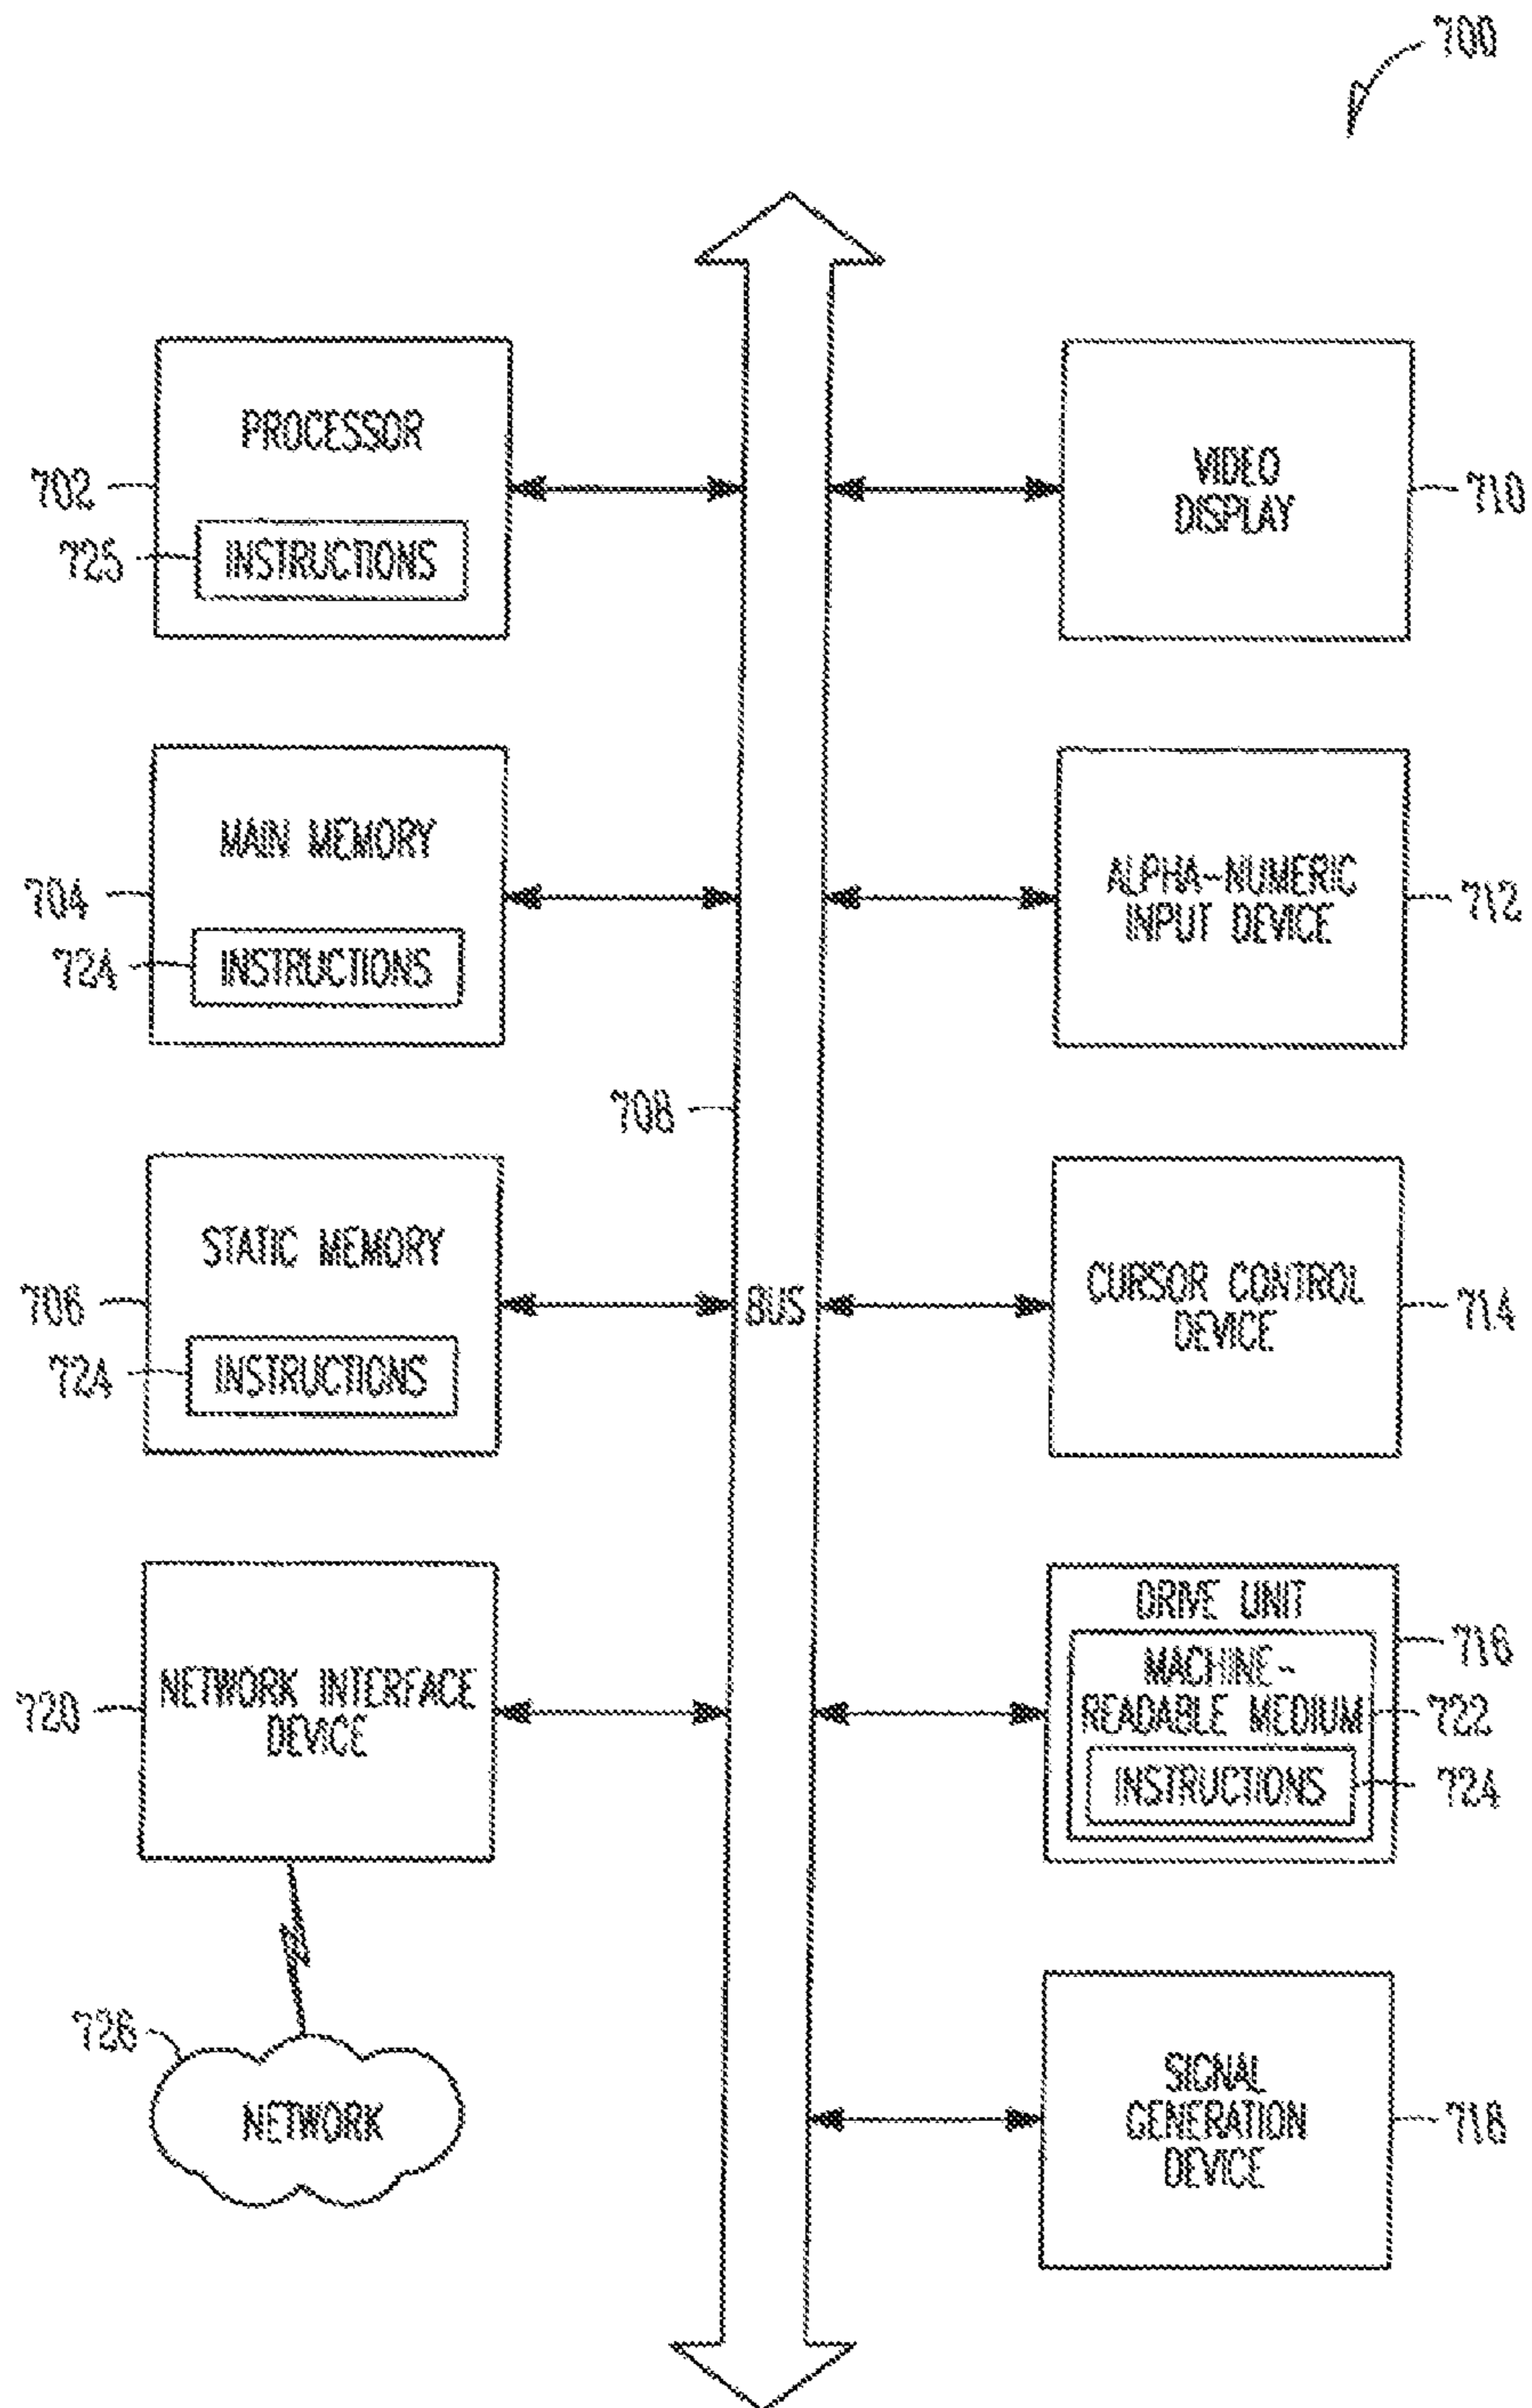 700
PROCESSOR
702
725
INSTRUCTIONS
VIDEO
DISPLAY
710
MAIN MEMORY
704
724
INSTRUCTIONS
ALPHA-NUMERIC
INPUT DEVICE
712
708
STATIC MEMORY
706
724
INSTRUCTIONS
BUS
CURSOR CONTROL
DEVICE
714
NETWORK INTERFACE
DEVICE
720
DRIVE UNIT
716
MACHINE-
READABLE MEDIUM
722
INSTRUCTIONS
724
726
NETWORK
SIGNAL
GENERATION
DEVICE
718